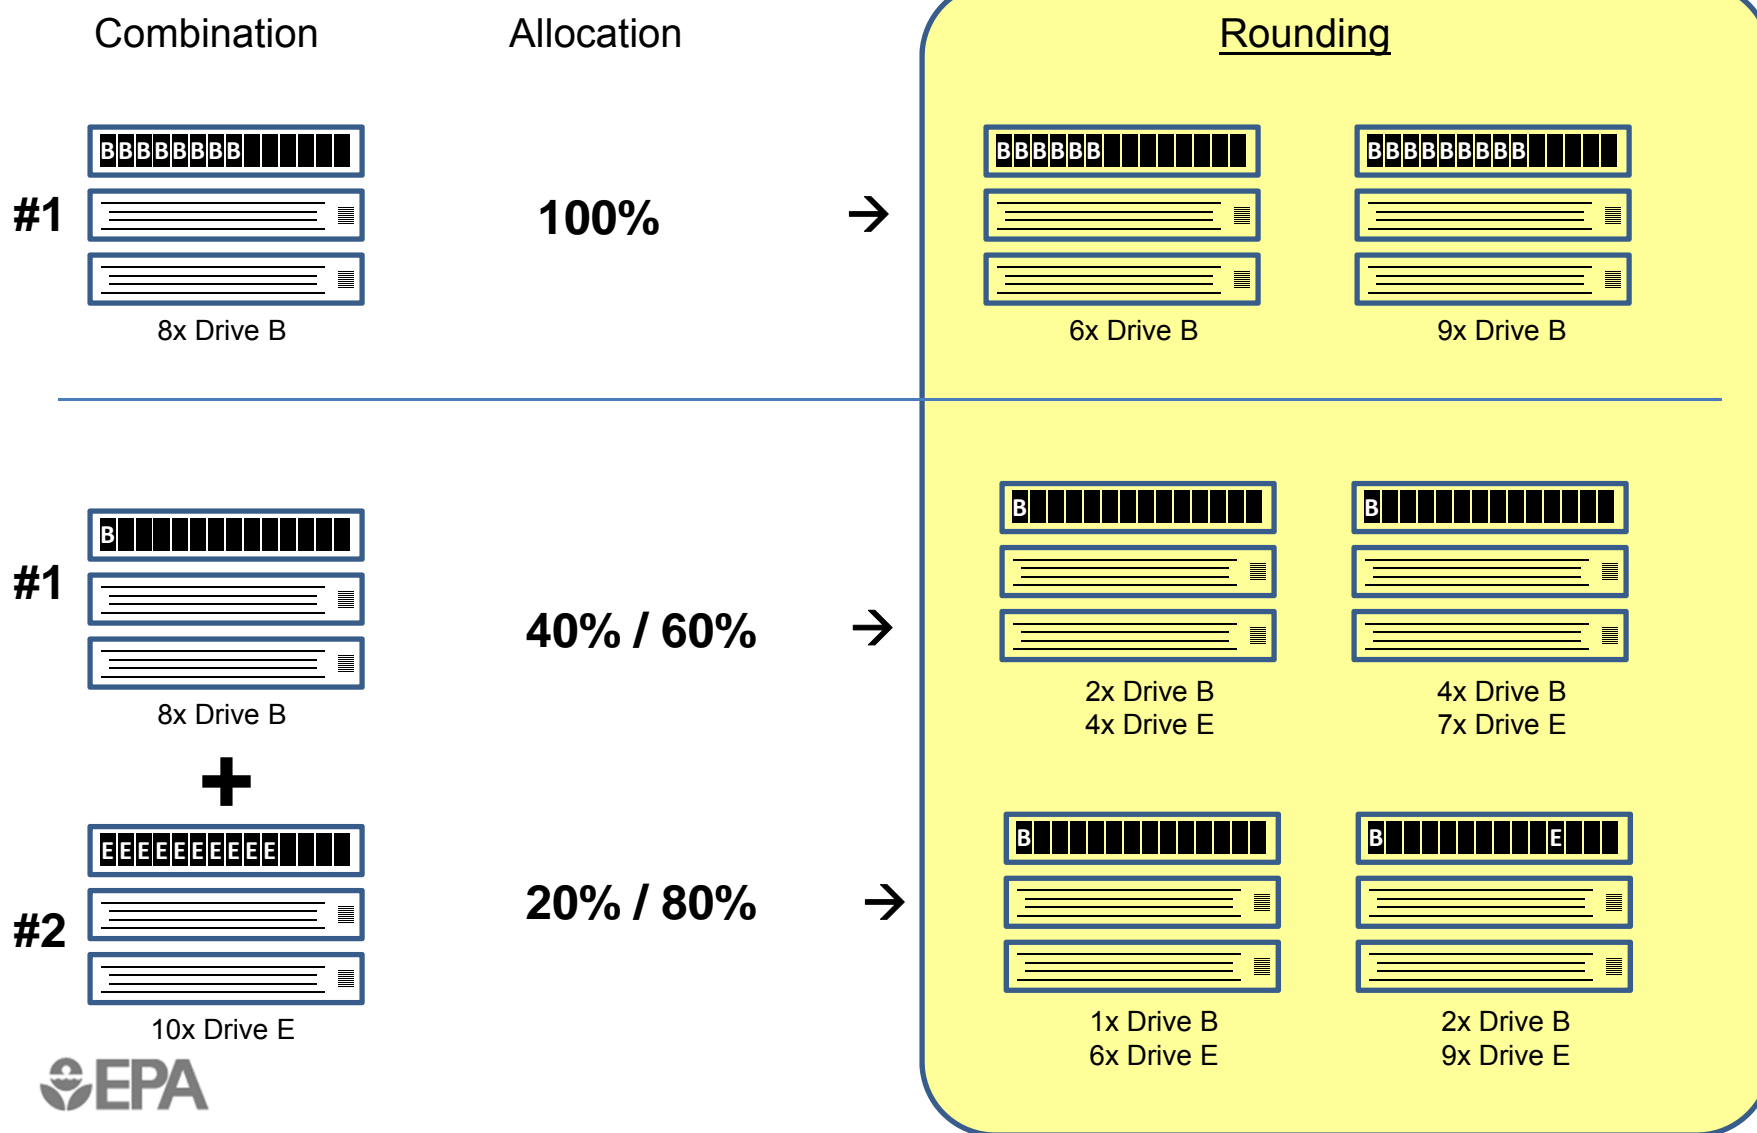 Combination Allocation Rounding
BBBBBBBB BBBBBB BBBBBBBBB
#1 100% →
8x Drive B 6x Drive B 9x Drive B
B B B
#1
40% / 60% →
8x Drive B 2x Drive B 4x Drive B
4x Drive E 7x Drive E
+
EEEEEEEEEE B B E
#2 20% / 80% →
10x Drive E 1x Drive B 2x Drive B
6x Drive E 9x Drive E
EPA